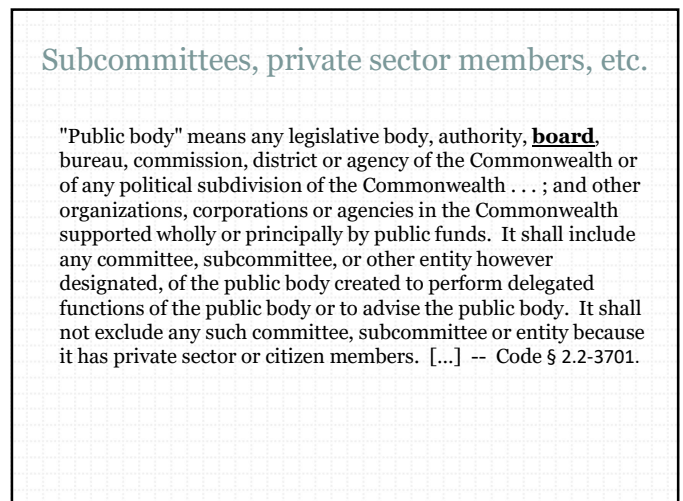 Subcommittees, private sector members, etc.
"Public body" means any legislative body, authority, board,
bureau, commission, district or agency of the Commonwealth or
of any political subdivision of the Commonwealth . . . ; and other
organizations, corporations or agencies in the Commonwealth
supported wholly or principally by public funds.  It shall include
any committee, subcommittee, or other entity however
designated, of the public body created to perform delegated
functions of the public body or to advise the public body.  It shall
not exclude any such committee, subcommittee or entity because
it has private sector or citizen members.  [...]  --  Code § 2.2-3701.